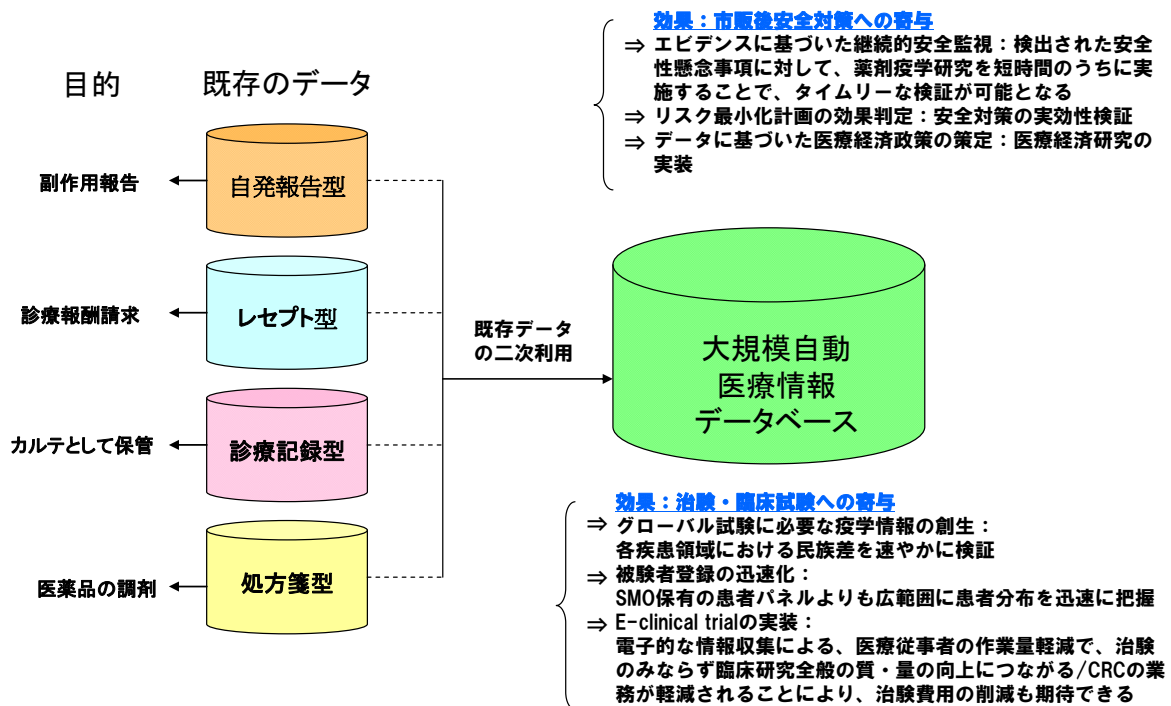 効果：市販後安全対策への寄与
⇒ エビデンスに基づいた継続的安全監視：検出された安全
性懸念事項に対して、薬剤疫学研究を短時間のうちに実
施することで、タイムリーな検証が可能となる
⇒ リスク最小化計画の効果判定：安全対策の実効性検証
⇒ データに基づいた医療経済政策の策定：医療経済研究の
実装
目的
既存のデータ
副作用報告
自発報告型
診療報酬請求
レセプト型
カルテとして保管
診療記録型
医薬品の調剤
処方箋型
既存データ
の二次利用
大規模自動
医療情報
データベース
効果：治験・臨床試験への寄与
⇒ グローバル試験に必要な疫学情報の創生：
各疾患領域における民族差を速やかに検証
⇒ 被験者登録の迅速化：
SMO保有の患者パネルよりも広範囲に患者分布を迅速に把握
⇒ E-clinical trialの実装：
電子的な情報収集による、医療従事者の作業量軽減で、治験
のみならず臨床研究全般の質・量の向上につながる/CRCの業
務が軽減されることにより、治験費用の削減も期待できる